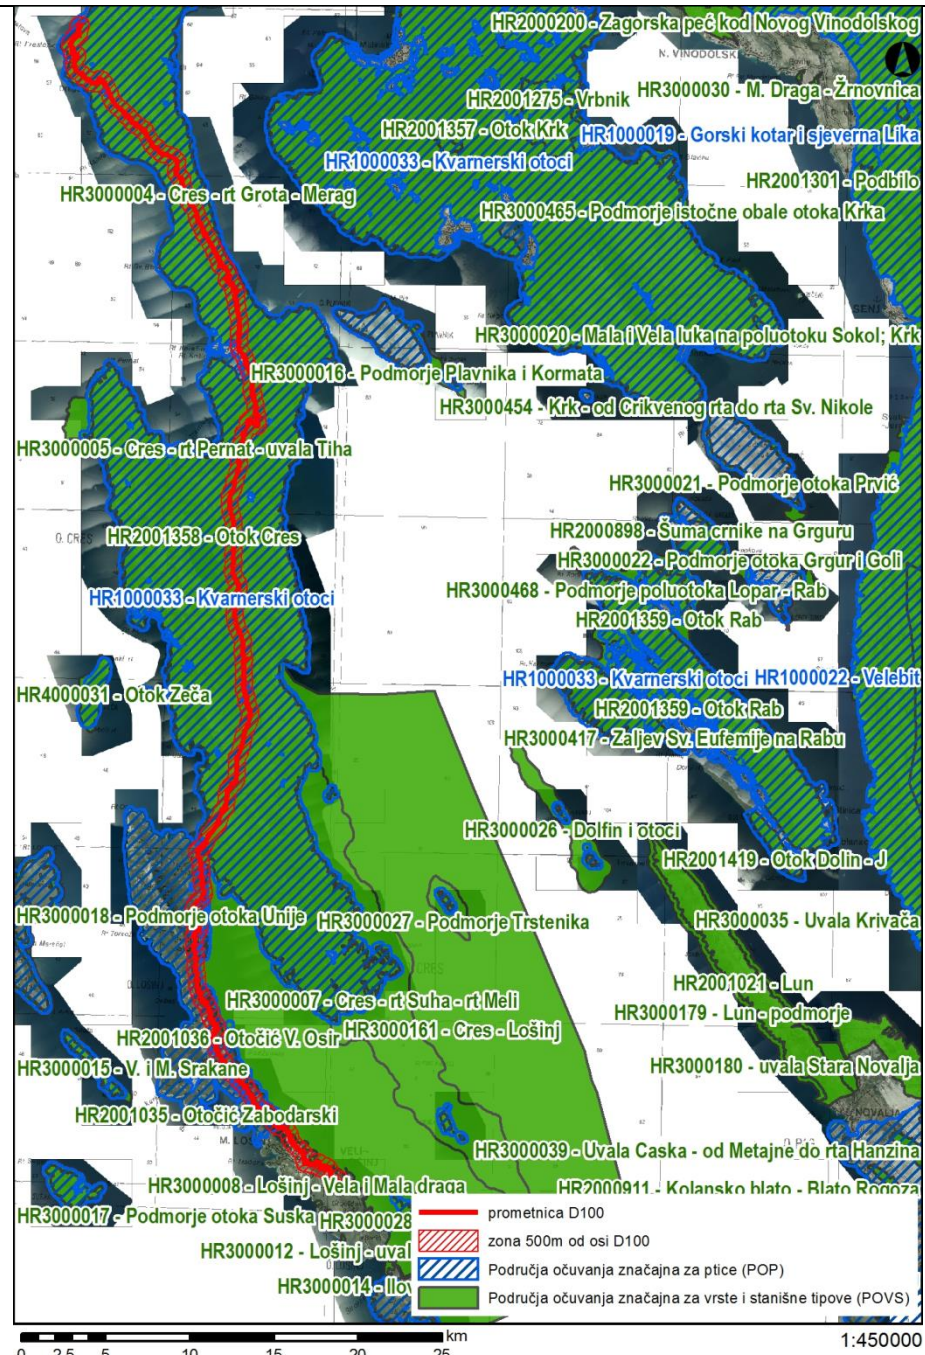 HR2000200 - Zagorska peć kod Novog Vinodolskog
N. VINODOLSKI
HR3000030 - M. Draga - Žrnovnica
HR2001275 - Vrbnik
HR2001357 - Otok Krk
HR1000019 - Gorski kotar i sjeverna Lika
HR1000033 - Kvarnerski otoci
HR2001301 - Podbilo
HR3000004 - Cres - rt Grota - Merag
HR3000465 - Podmorje istočne obale otoka Krka
SENJ
HR3000020 - Mala i Vela luka na poluotoku Sokol; Krk
HR3000016 - Podmorje Plavnika i Kormata
HR3000454 - Krk - od Crikvenog rta do rta Sv. Nikole
HR3000005 - Cres - rt Pernat - uvala Tiha
HR3000021 - Podmorje otoka Prvić
HR2000898 - Šuma crnike na Grguru
O. CRES
HR2001358 - Otok Cres
HR3000022 - Podmorje otoka Grgur i Goli
HR3000468 - Podmorje poluotoka Lopar - Rab
HR1000033 - Kvarnerski otoci
HR2001359 - Otok Rab
HR1000033 - Kvarnerski otoci
HR1000022 - Velebit
HR4000031 - Otok Zeča
HR2001359 - Otok Rab
HR3000417 - Zaljev Sv. Eufemije na Rabu
HR3000026 - Dolfin i otoci
HR2001419 - Otok Dolin - J
HR3000018 - Podmorje otoka Unije
HR3000027 - Podmorje Trstenika
HR3000035 - Uvala Krivača
HR2001021 - Lun
HR3000007 - Cres - rt Suha - rt Meli
HR3000179 - Lun - podmorje
HR3000161 - Cres - Lošinj
HR2001036 - Otočić V. Osir
HR3000015 - V. i M. Srakane
HR3000180 - uvala Stara Novalja
HR2001035 - Otočić Zabodarski
NOVALJA
HR3000039 - Uvala Caska - od Metajne do rta Hanzina
HR3000008 - Lošinj - Vela i Mala draga
HR2000911 - Kolansko blato - Blato Rogoza
HR3000017 - Podmorje otoka Suska
HR3000028
HR3000012 - Lošinj - uval
HR3000014 - Ilov
prometnica D100
zona 500m od osi D100
Područja očuvanja značajna za ptice (POP)
Područja očuvanja značajna za vrste i stanišne tipove (POVS)
km
0 2,5 5 10 15 20 25
1:450000